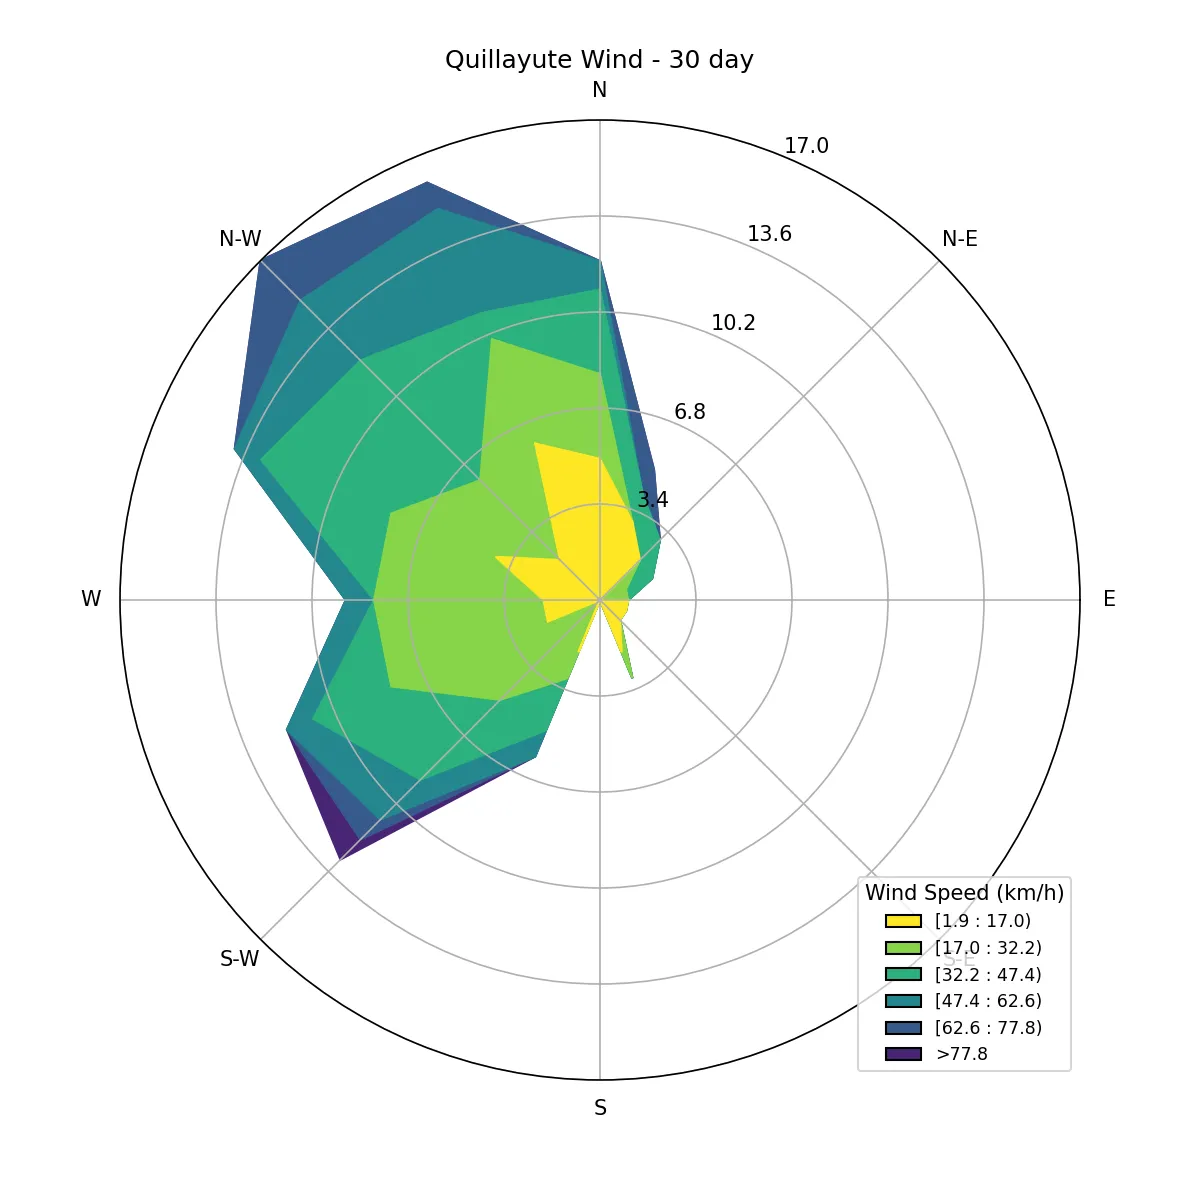 Quillayute Wind - 30 day
N
17.0
N-W
13.6
N-E
10.2
6.8
3.4
W
E
Wind Speed (km/h)
[1.9 : 17.0)
[17.0 : 32.2)
S-W
S-E
[32.2 : 47.4)
[47.4 : 62.6)
[62.6 : 77.8)
>77.8
S